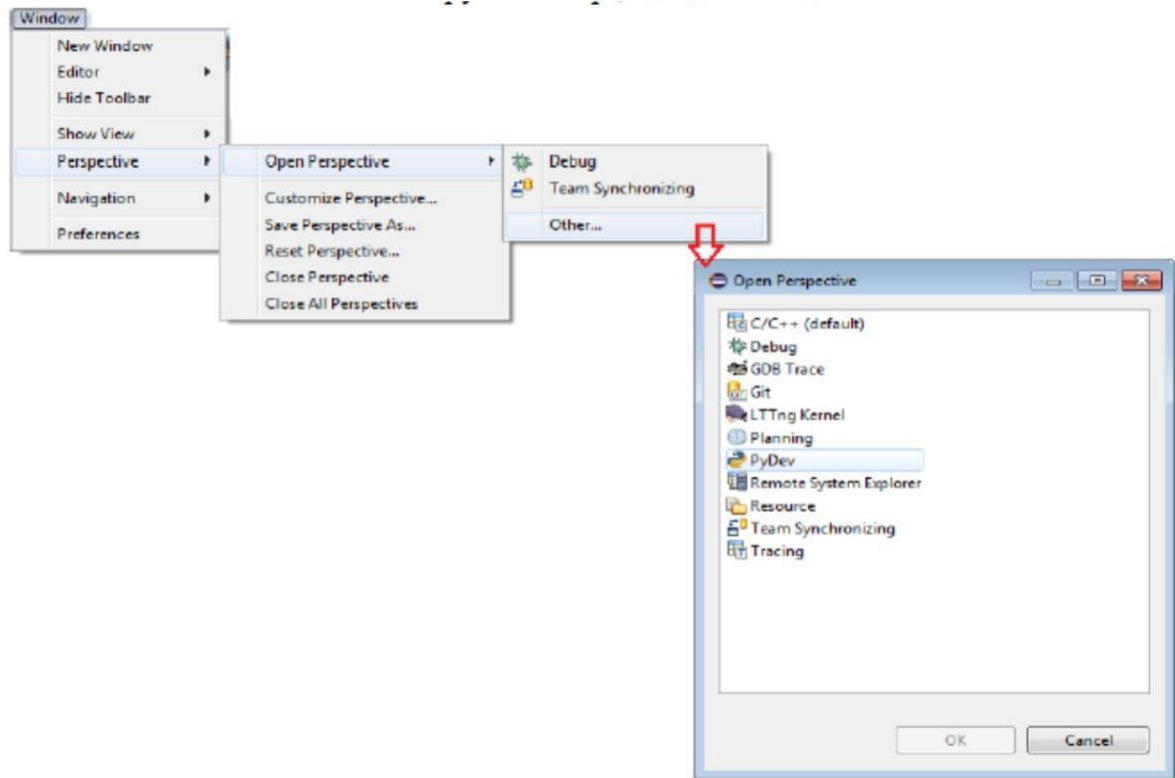 Window
New Window
Editor
Hide Toolbar
Show View
Perspective
Navigation
Preferences
Open Perspective
Customize Perspective...
Save Perspective As...
Reset Perspective...
Close Perspective
Close All Perspectives
Debug
Team Synchronizing
Other...
Open Perspective
C/C++ (default)
Debug
GDB Trace
Git
LTTng Kernel
Planning
PyDev
Remote System Explorer
Resource
Team Synchronizing
Tracing
OK
Cancel